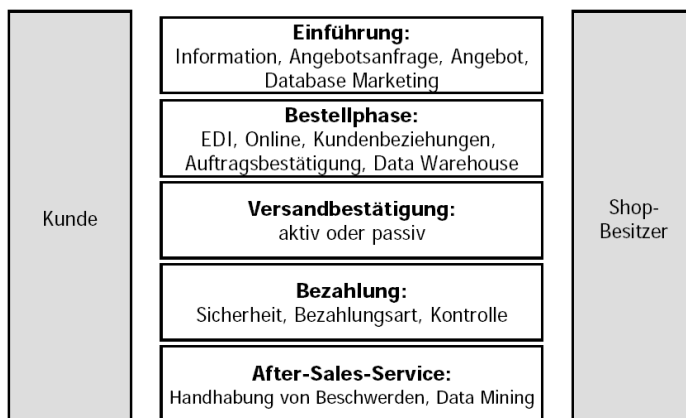 Einführung:
Information, Angebotsanfrage, Angebot,
Database Marketing
Bestellphase:
EDI, Online, Kundenbeziehungen,
Auftragsbestätigung, Data Warehouse
Kunde
Versandbestätigung:
aktiv oder passiv
Shop-
Besitzer
Bezahlung:
Sicherheit, Bezahlungsart, Kontrolle
After-Sales-Service:
Handhabung von Beschwerden, Data Mining